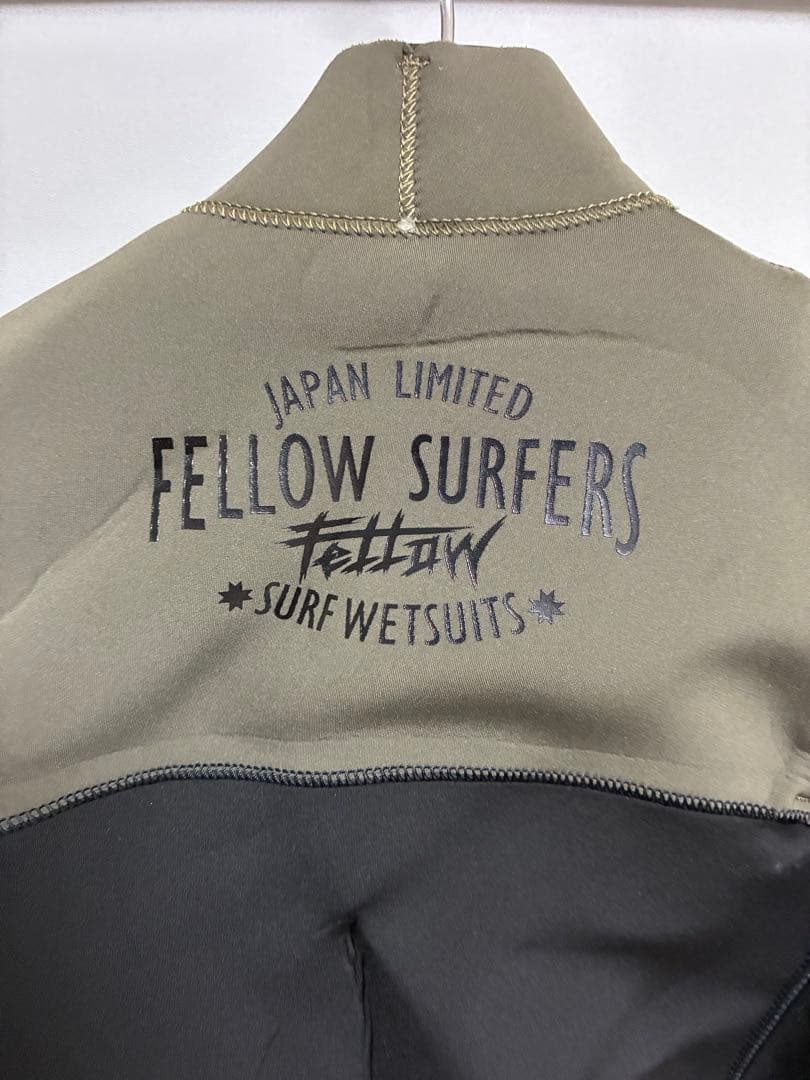 JAPAN LIMITED
FELLOW SURFERS
Fellow
SURF WETSUITS